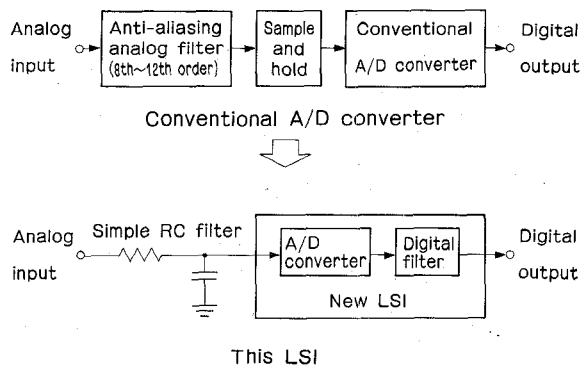 Analog
input
Anti-aliasing
analog filter
(8th~12th order)
Sample
and
hold
Conventional
A/D converter
Digital
output
Conventional A/D converter
Analog
input
Simple RC filter
A/D
converter
Digital
filter
New LSI
Digital
output
This LSI